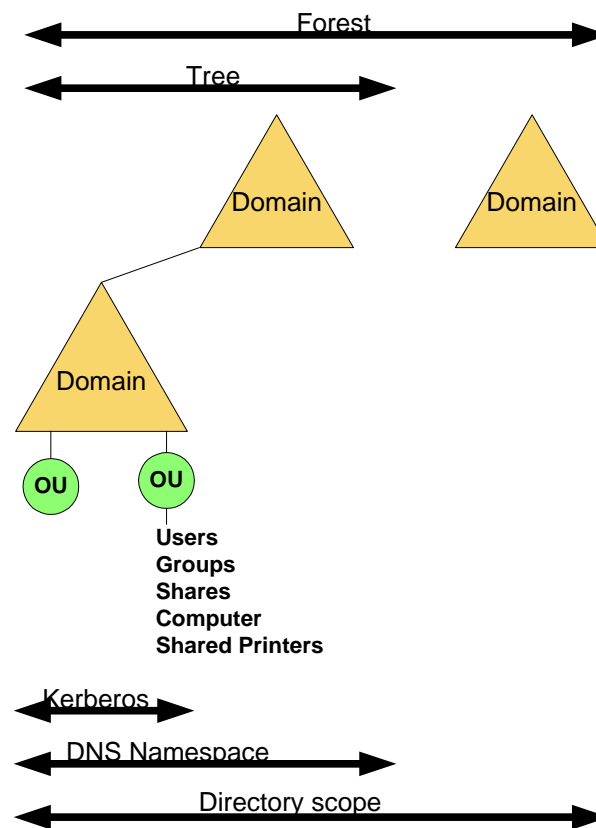 Forest
Tree
Domain
Domain
Domain
OU
OU
Users
Groups
Shares
Computer
Shared Printers
Kerberos
DNS Namespace
Directory scope